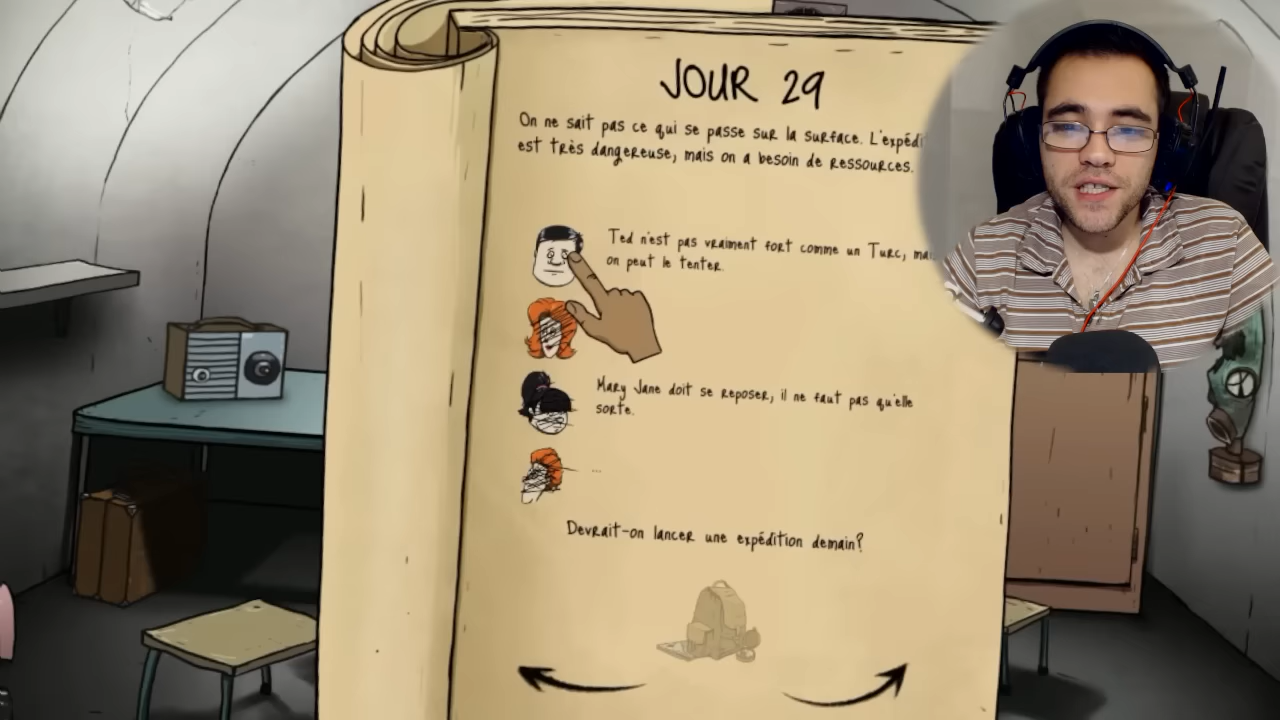 JOUR 29
On ne sait pas ce qui se passe sur la surface. L'expédi
est très dangereuse, mais on a besoin de ressources.
Ted n'est pas vraiment fort comme un Turc, mai
on peut le tenter.
Mary Jane doit se reposer, il ne faut pas qu'elle
sorte.
...
Devrait-on lancer une expédition demain?